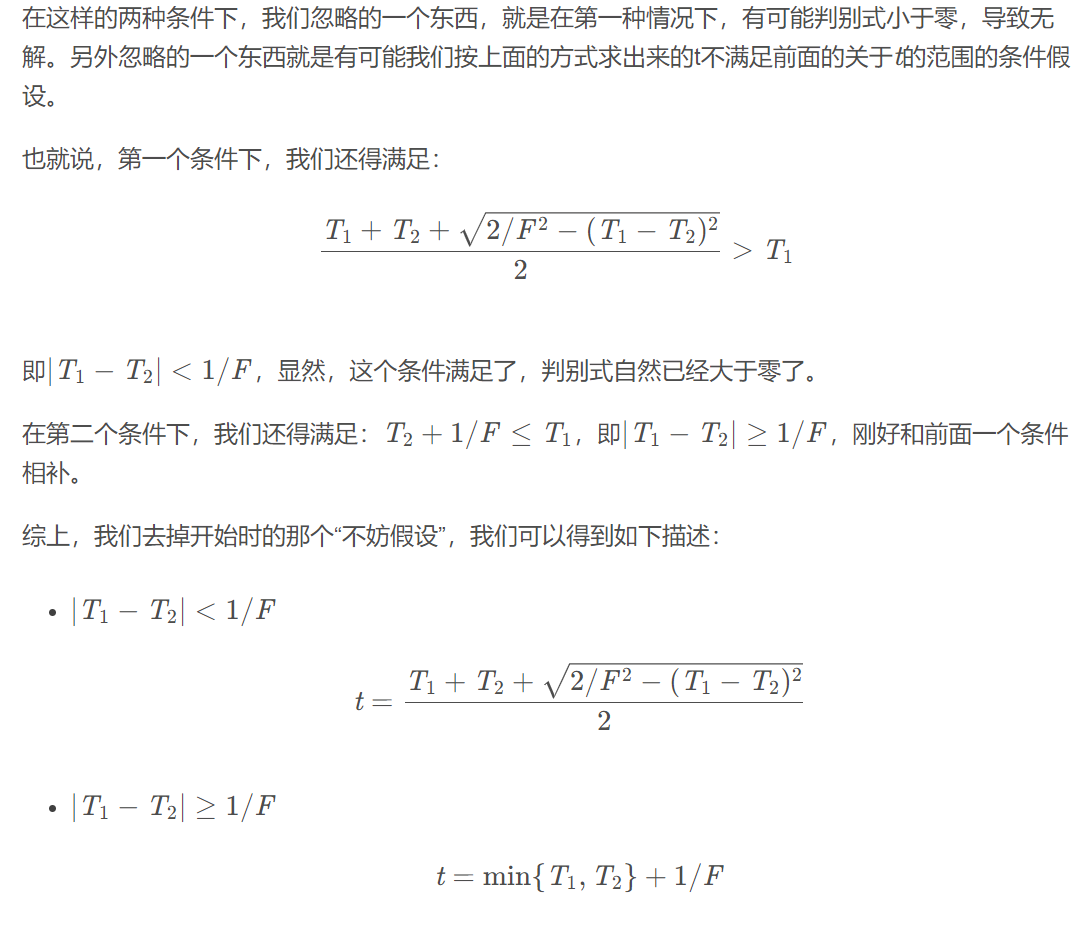 在这样的两种条件下，我们忽略的一个东西，就是在第一种情况下，有可能判别式小于零，导致无
解。另外忽略的一个东西就是有可能我们按上面的方式求出来的t不满足前面的关于t的范围的条件假
设。
也就说，第一个条件下，我们还得满足：
\frac{T_1 + T_2 + \sqrt{2/F^2 - (T_1 - T_2)^2}}{2} > T_1
即|T_1 - T_2| < 1/F，显然，这个条件满足了，判别式自然已经大于零了。
在第二个条件下，我们还得满足：T_2 + 1/F ≤ T_1，即|T_1 - T_2| ≥ 1/F，刚好和前面一个条件
相补。
综上，我们去掉开始时的那个“不妨假设”，我们可以得到如下描述：
• |T_1 - T_2| < 1/F
t = \frac{T_1 + T_2 + \sqrt{2/F^2 - (T_1 - T_2)^2}}{2}
• |T_1 - T_2| ≥ 1/F
t = min{T_1, T_2} + 1/F